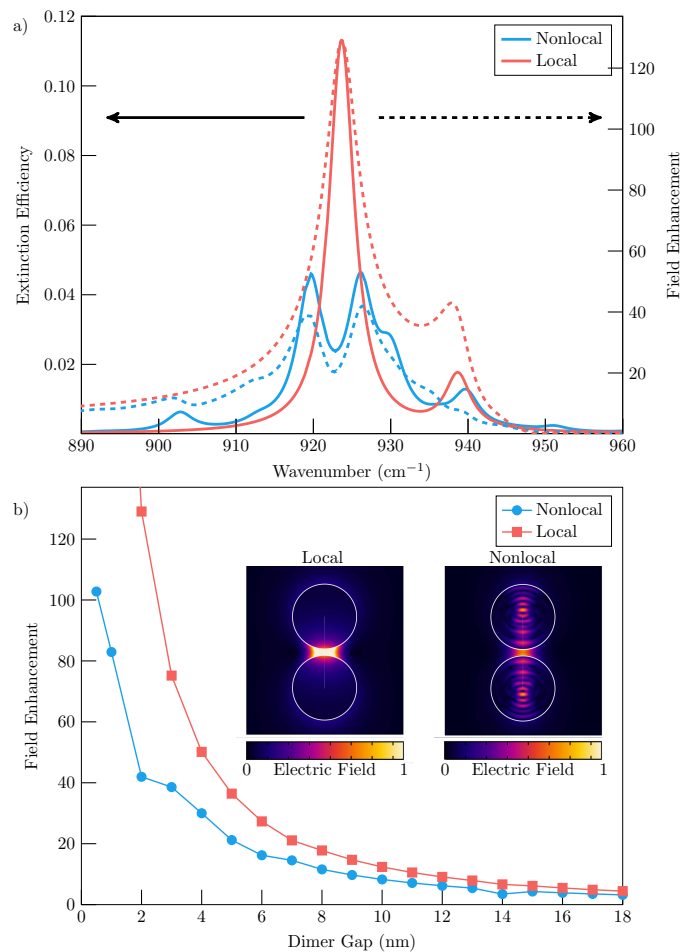 a)
0.12
0.10
0.08
0.06
0.04
0.02
Extinction Efficiency
Nonlocal
Local
120
100
80
60
40
20
Field Enhancement
890 900 910 920 930 940 950 960
Wavenumber (cm⁻¹)
b)
120
100
80
60
40
20
0
Field Enhancement
Nonlocal
Local
Local
Nonlocal
0 Electric Field 1
0 Electric Field 1
0 2 4 6 8 10 12 14 16 18
Dimer Gap (nm)